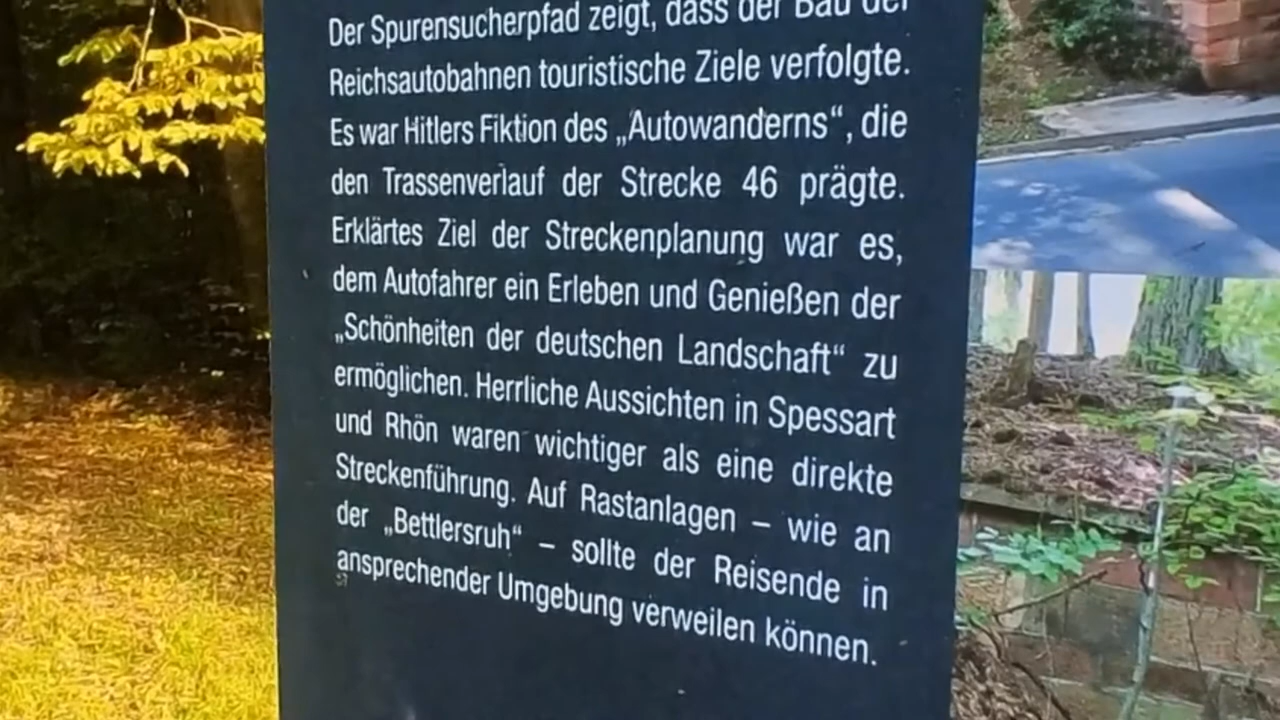 Der Spurensucherpfad zeigt, dass der Bau der
Reichsautobahnen touristische Ziele verfolgte.
Es war Hitlers Fiktion des „Autowanderns“, die
den Trassenverlauf der Strecke 46 prägte.
Erklärtes Ziel der Streckenplanung war es,
dem Autofahrer ein Erleben und Genießen der
„Schönheiten der deutschen Landschaft“ zu
ermöglichen. Herrliche Aussichten in Spessart
und Rhön waren wichtiger als eine direkte
Streckenführung. Auf Rastanlagen – wie an
der „Bettlersruh“ – sollte der Reisende in
ansprechender Umgebung verweilen können.